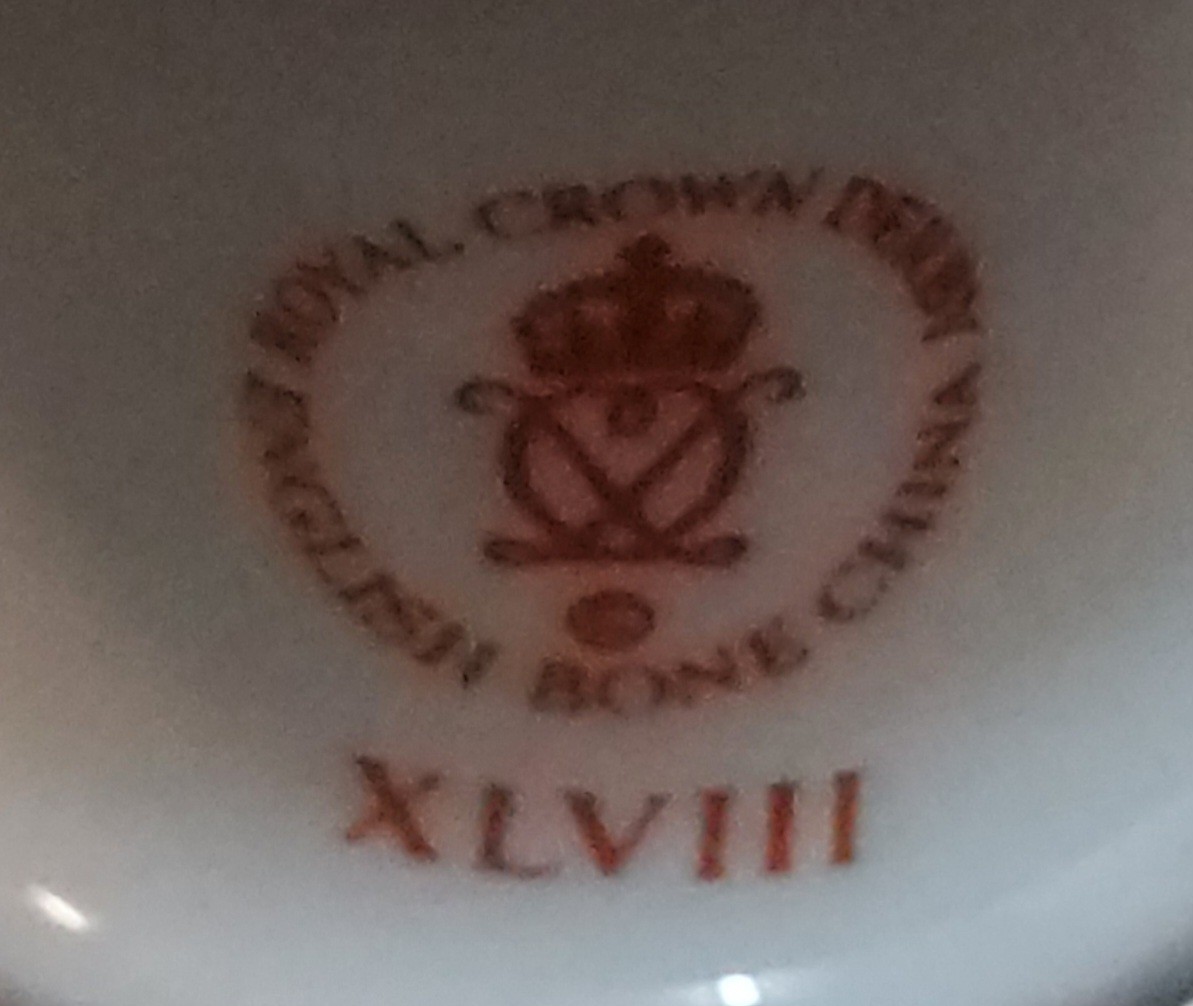 ROYAL CROWN DERBY
ENGLISH BONE CHINA
XLVIII